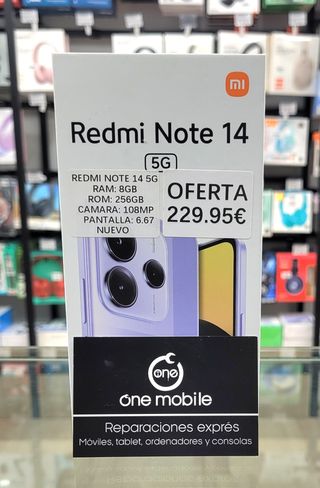 mi
Redmi Note 14
5G
REDMI NOTE 14 5G
RAM: 8GB
ROM: 256GB
CAMARA: 108MP
PANTALLA: 6.67
NUEVO
OFERTA
229.95€
one
óne mobile
Reparaciones exprés
Móviles, tablet, ordenadores y consolas